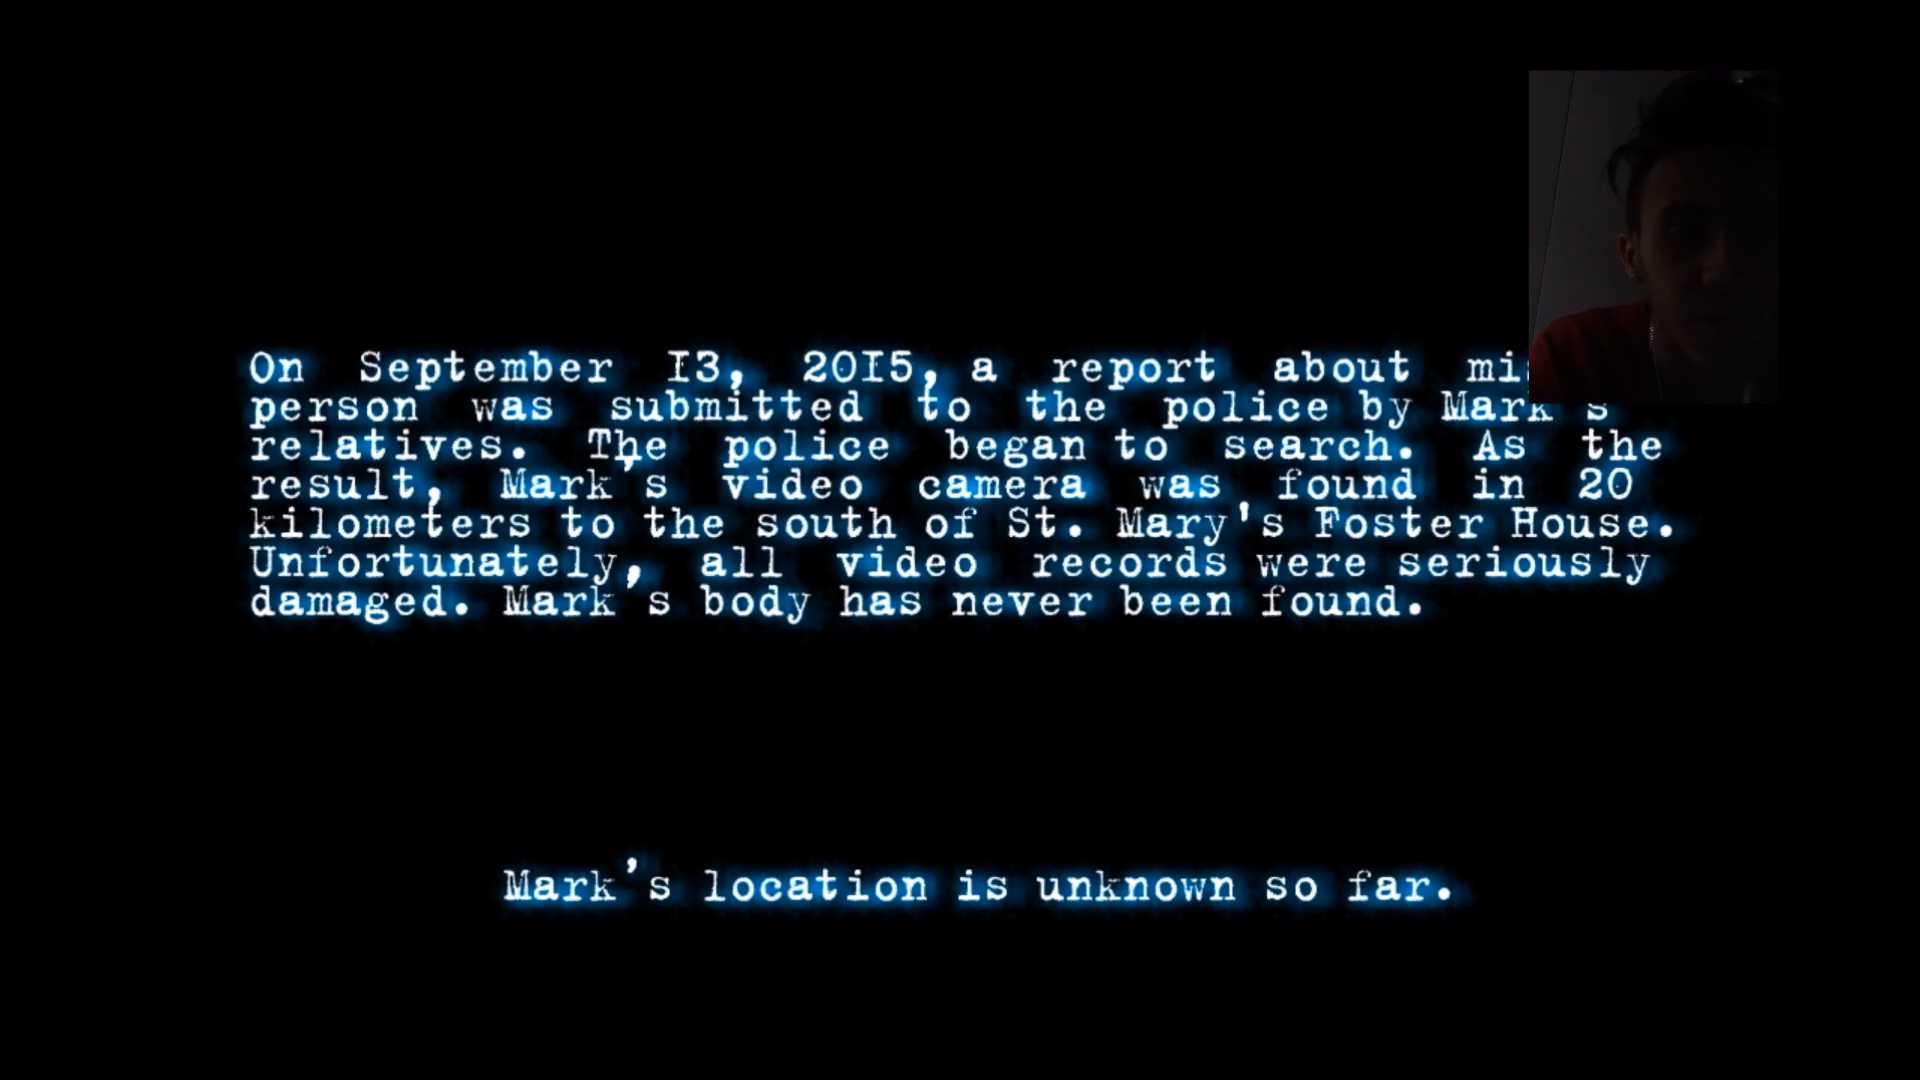 On September 13, 2015, a report about
person was submitted to the police by Mark's
relatives. The police began to search. As the
result, Mark's video camera was found in 20
kilometers to the south of St. Mary's Foster House.
Unfortunately, all video records were seriously
damaged. Mark's body has never been found.
Mark's location is unknown so far.